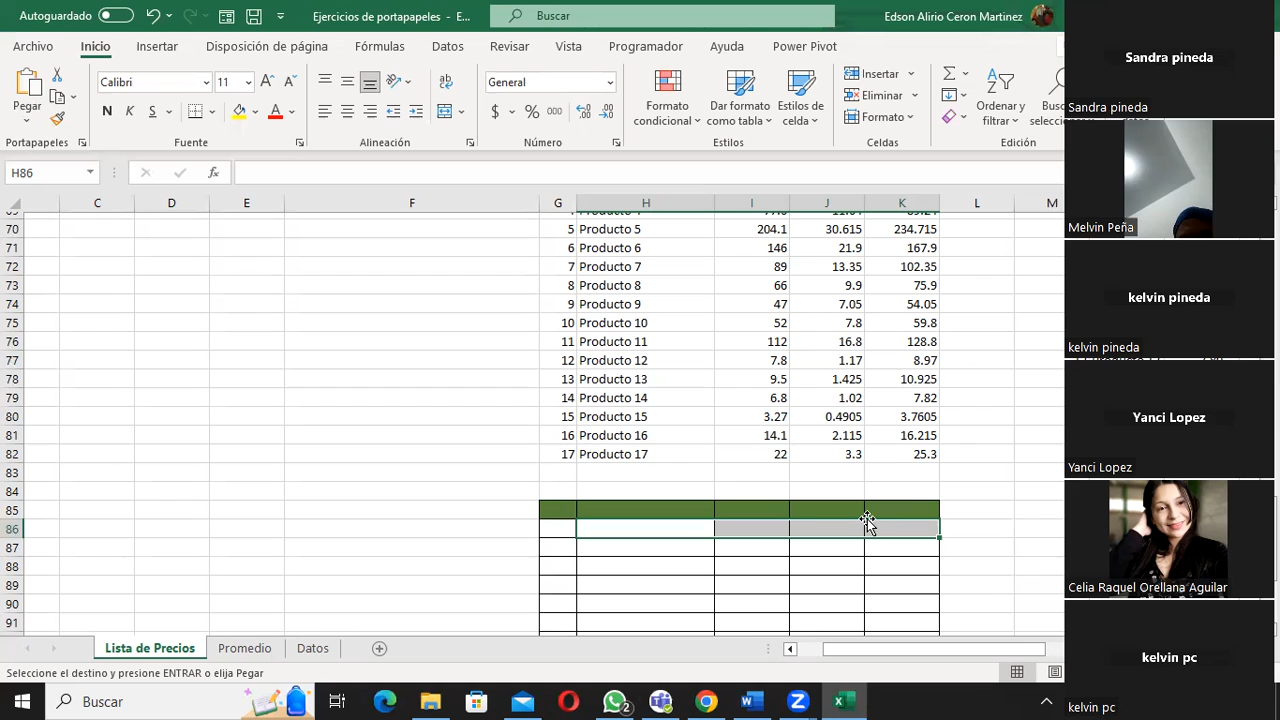 Autoguardado
Ejercicios de portapapeles - E...
Buscar
Edson Alirio Ceron Martinez
Archivo Inicio Insertar Disposición de página Fórmulas Datos Revisar Vista Programador Ayuda Power Pivot
Pegar
Calibri 11
N K S
General
$ % 000
Formato condicional
Dar formato como tabla
Estilos de celda
Insertar
Eliminar
Formato
Ordenar y filtrar
Portapapeles Fuente Alineación Número Estilos Celdas Edición
H86
fx
C D E F G H I J K L M
70 5 Producto 5 204.1 30.615 234.715
71 6 Producto 6 146 21.9 167.9
72 7 Producto 7 89 13.35 102.35
73 8 Producto 8 66 9.9 75.9
74 9 Producto 9 47 7.05 54.05
75 10 Producto 10 52 7.8 59.8
76 11 Producto 11 112 16.8 128.8
77 12 Producto 12 7.8 1.17 8.97
78 13 Producto 13 9.5 1.425 10.925
79 14 Producto 14 6.8 1.02 7.82
80 15 Producto 15 3.27 0.4905 3.7605
81 16 Producto 16 14.1 2.115 16.215
82 17 Producto 17 22 3.3 25.3
83
84
85
86
87
88
89
90
91
Lista de Precios Promedio Datos
Seleccione el destino y presione ENTRAR o elija Pegar
Buscar
2
Sandra pineda
Sandra pineda
Melvin Peña
kelvin pineda
kelvin pineda
Yanci Lopez
Yanci Lopez
Celia Raquel Orellana Aguilar
kelvin pc
kelvin pc